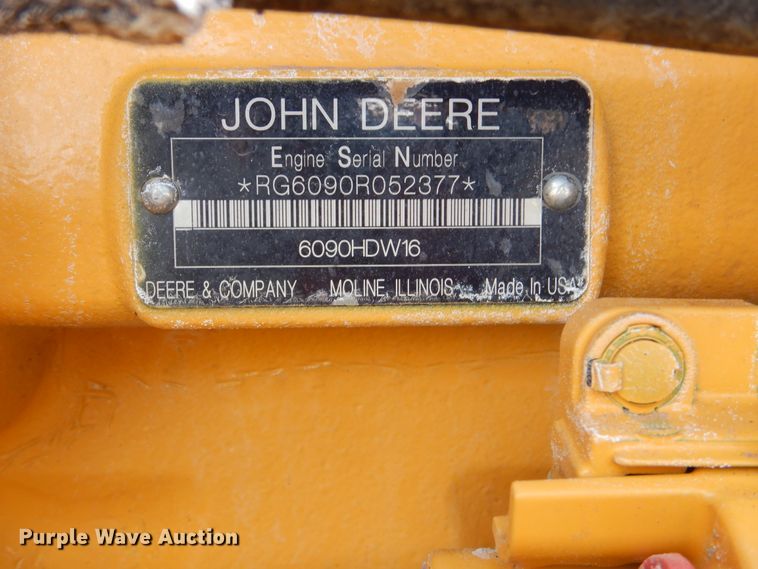 JOHN DEERE
Engine Serial Number
*RG6090R052377*
6090HDW16
DEERE & COMPANY MOLINE, ILLINOIS Made In USA
Purple Wave Auction